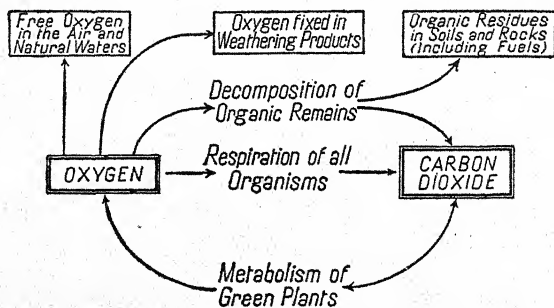 Free Oxygen
in the Air and
Natural Waters
Oxygen fixed in
Weathering Products
Organic Residues
in Soils and Rocks
(Including Fuels)
Decomposition of
Organic Remains
OXYGEN
Respiration of all
Organisms
CARBON
DIOXIDE
Metabolism of
Green Plants